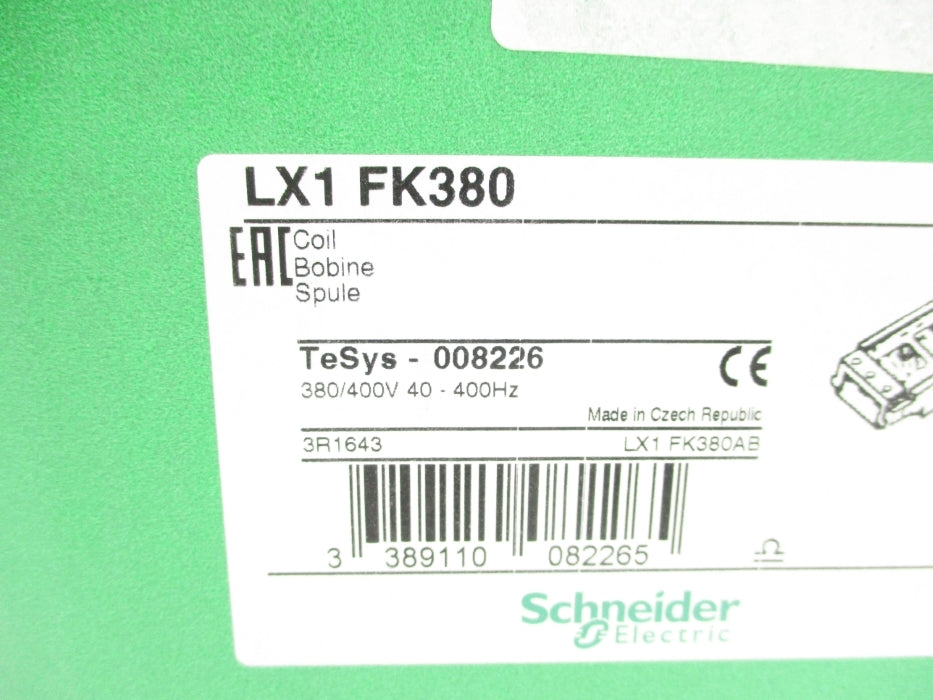 LX1 FK380
EAC
Coil
Bobine
Spule
TeSys - 008226
CE
380/400V 40 - 400Hz
Made in Czech Republic
3R1643 LX1 FK380AB
3 389110 082265
Schneider
Electric